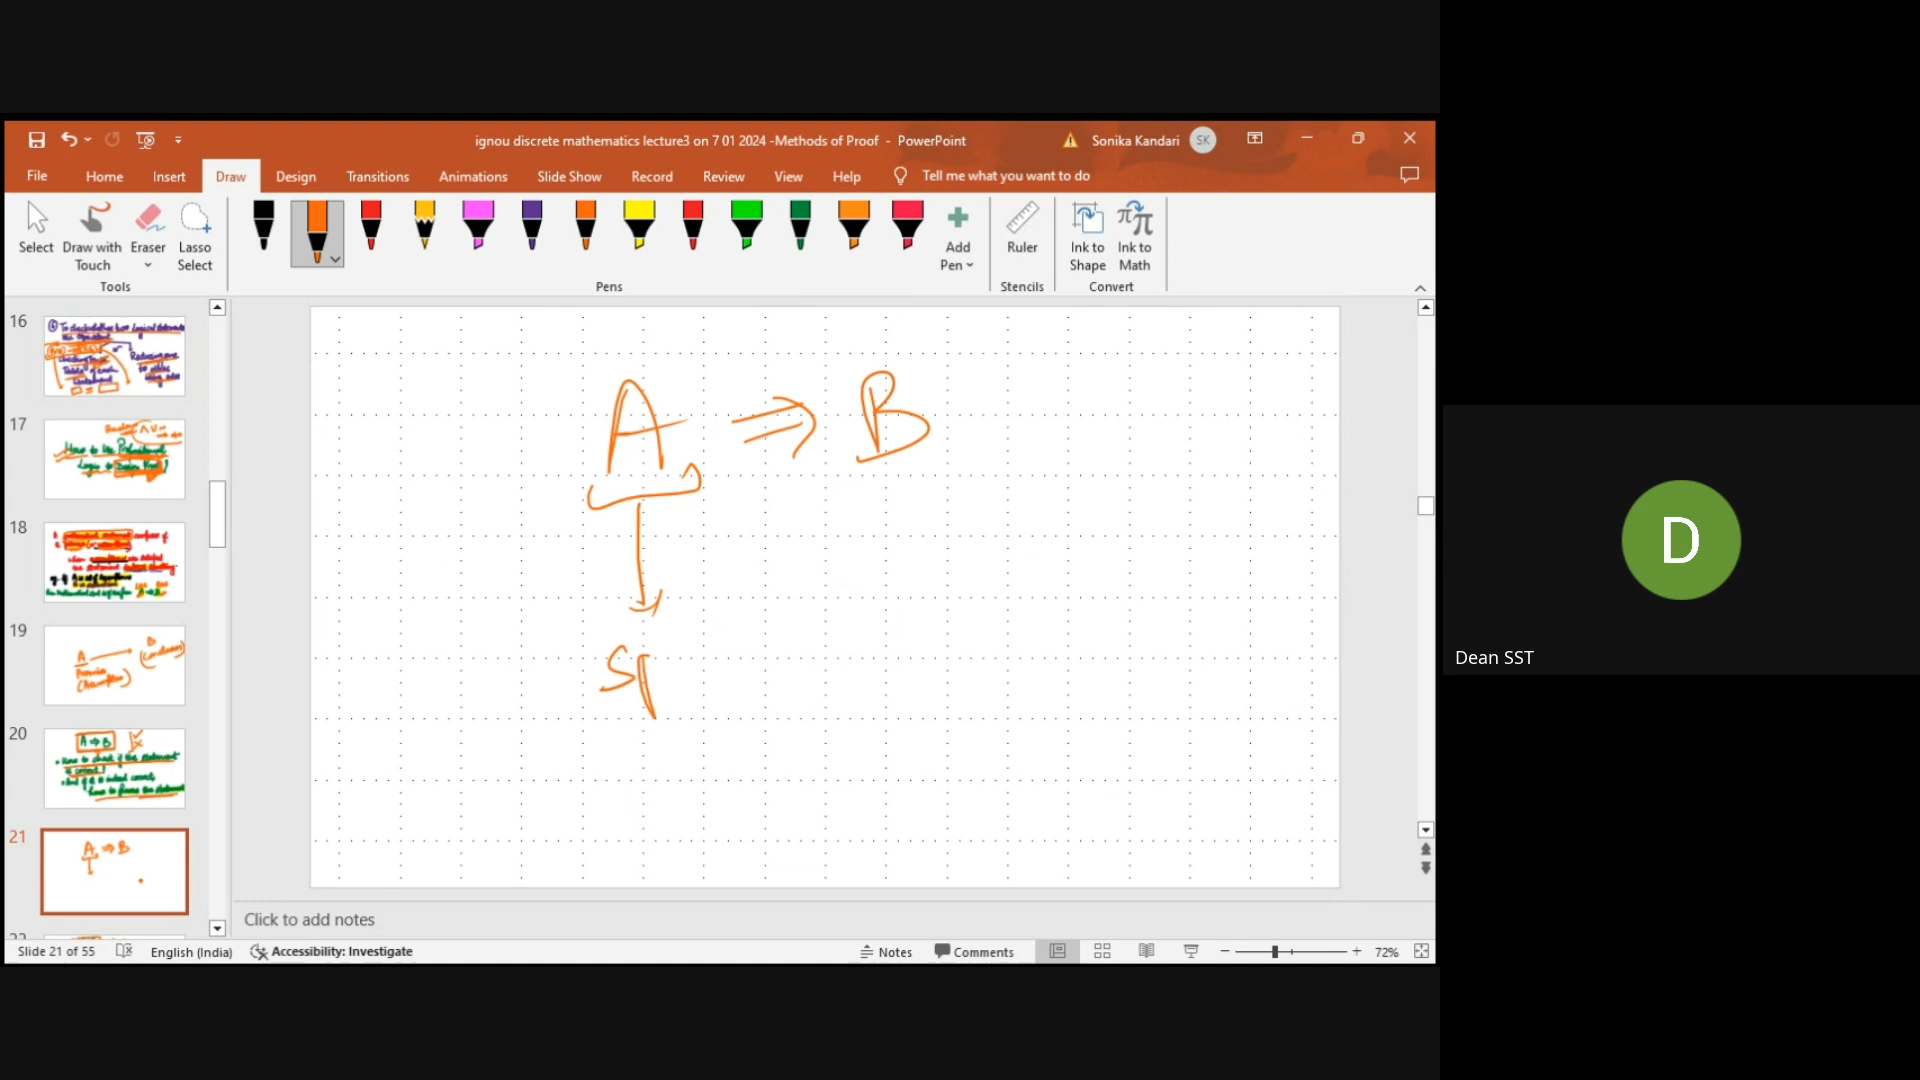 ignou discrete mathematics lecture3 on 7 01 2024 -Methods of Proof - PowerPoint
Sonika Kandari SK
File Home Insert Draw Design Transitions Animations Slide Show Record Review View Help Tell me what you want to do
Select Draw with Touch Eraser Lasso Select
Add Pen
Ruler
Ink to Shape Ink to Math
Tools Pens Stencils Convert
16
17
18
19
20
A ⇒ B
21
A ⇒ B
A ⇒ B
Sq
Click to add notes
Slide 21 of 55 English (India) Accessibility: Investigate Notes Comments 72%
D
Dean SST